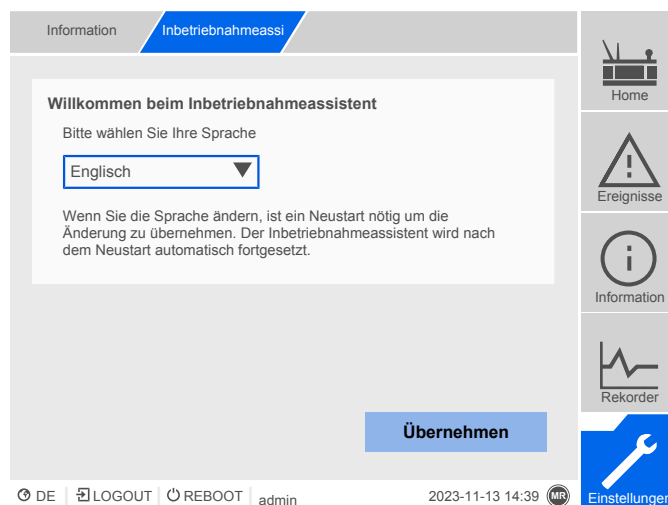 Information
Inbetriebnahmeassi
Willkommen beim Inbetriebnahmeassistent
Bitte wählen Sie Ihre Sprache
Englisch
Wenn Sie die Sprache ändern, ist ein Neustart nötig um die
Änderung zu übernehmen. Der Inbetriebnahmeassistent wird nach
dem Neustart automatisch fortgesetzt.
Übernehmen
Home
Ereignisse
Information
Rekorder
Einstellungen
DE
LOGOUT
REBOOT
admin
2023-11-13 14:39
MR